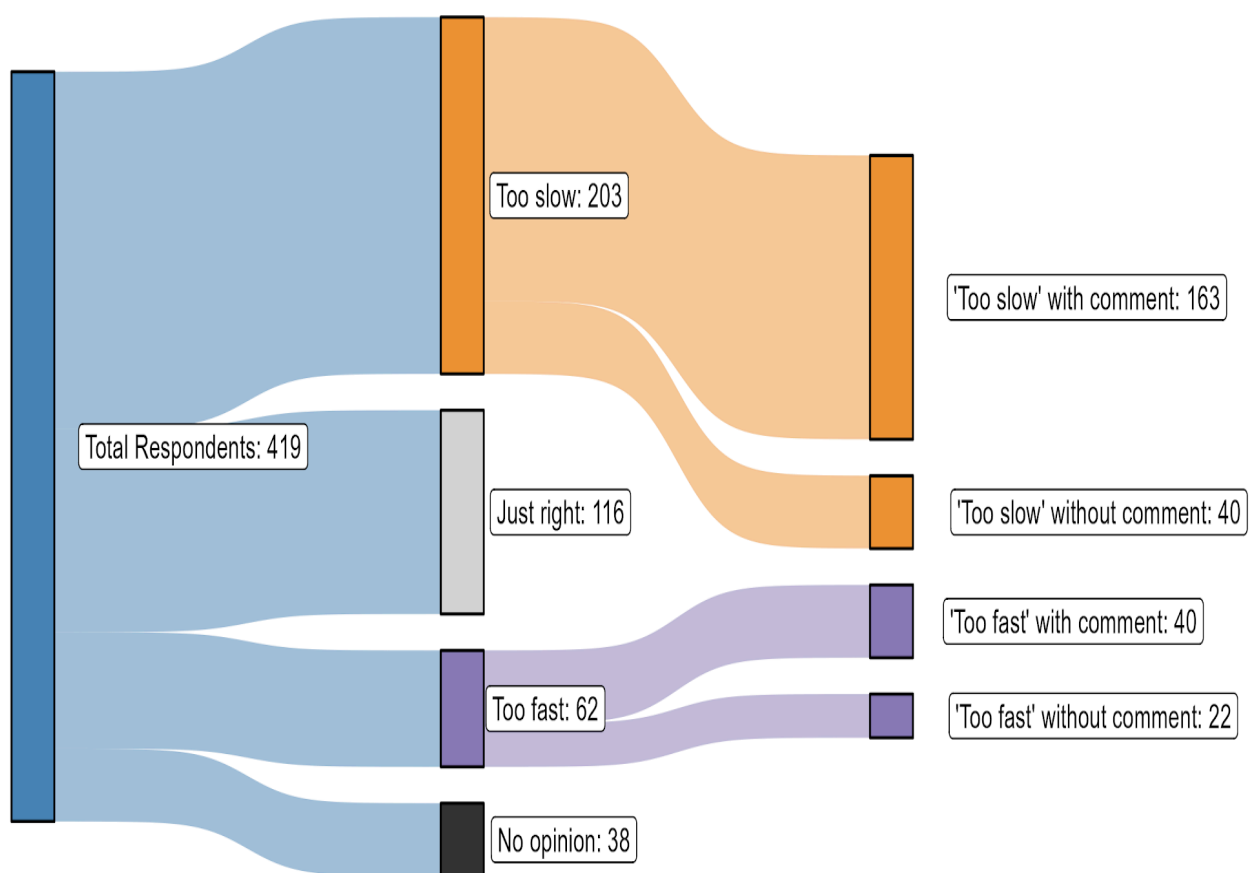 Total Respondents: 419
Too slow: 203
Just right: 116
Too fast: 62
No opinion: 38
'Too slow' with comment: 163
'Too slow' without comment: 40
'Too fast' with comment: 40
'Too fast' without comment: 22